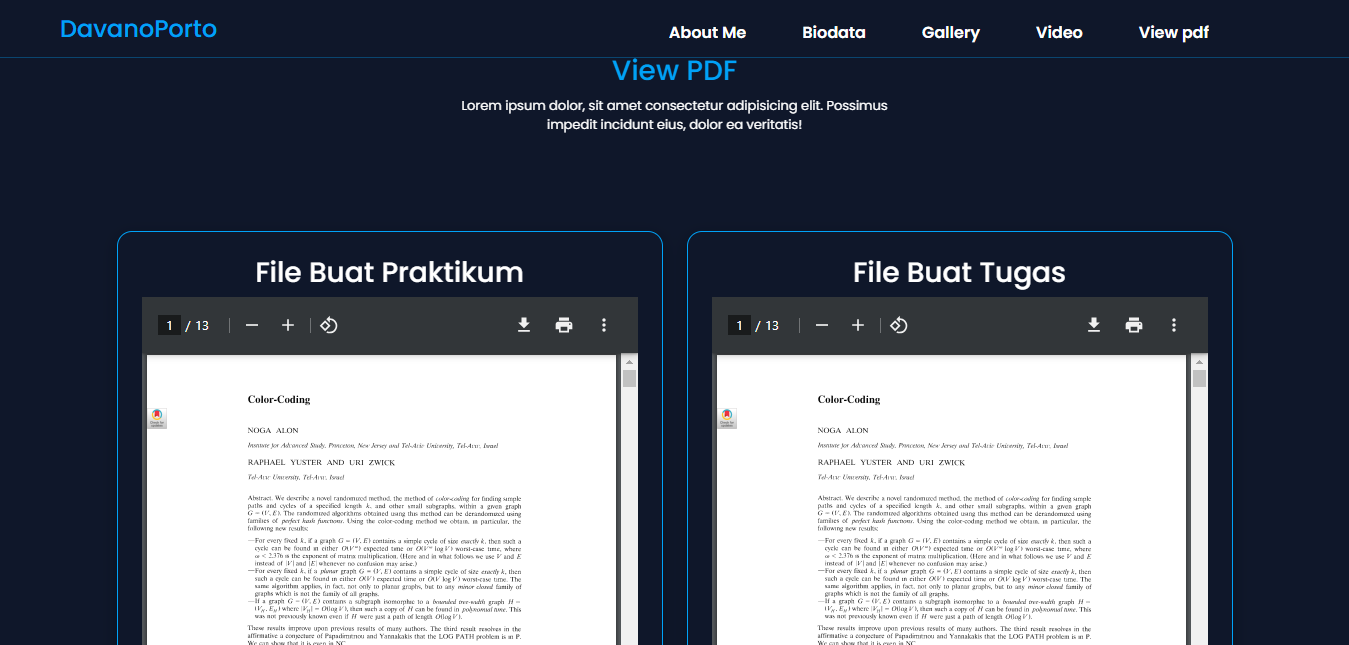 DavanoPorto
About Me
Biodata
Gallery
Video
View pdf
View PDF
Lorem ipsum dolor, sit amet consectetur adipisicing elit. Possimus
impedit incidunt eius, dolor ea veritatis!
File Buat Praktikum
1 / 13
Color-Coding
NOGA ALON
Institute for Advanced Study, Princeton, New Jersey and Tel-Aviv University, Tel-Aviv, Israel
RAPHAEL YUSTER AND URI ZWICK
Tel-Aviv University, Tel-Aviv, Israel
Abstract. We describe a novel randomized method, the method of color-coding for finding simple
paths and cycles of a specified length k, and other small subgraphs, within a given graph
G = (V, E). The randomized algorithms obtained using this method can be derandomized using
families of perfect hash functions. Using the color-coding method we obtain, in particular, the
following new results:
—For every fixed k, if a graph G = (V, E) contains a simple cycle of size exactly k, then such a
cycle can be found in either O(V^ω) expected time or O(V^ω log V) worst-case time, where
ω < 2.376 is the exponent of matrix multiplication. (Here and in what follows we use V and E
instead of |V| and |E| whenever no confusion may arise.)
—For every fixed k, if a planar graph G = (V, E) contains a simple cycle of size exactly k, then
such a cycle can be found in either O(V) expected time or O(V log V) worst-case time. The
same algorithm applies, in fact, not only to planar graphs, but to any minor closed family of
graphs which is not the family of all graphs.
—If a graph G = (V, E) contains a subgraph isomorphic to a bounded tree-width graph H =
(V_H, E_H) where |V_H| = O(log V), then such a copy of H can be found in polynomial time. This
was not previously known even if H were just a path of length O(log V).
These results improve upon previous results of many authors. The third result resolves in the
affirmative a conjecture of Papadimitriou and Yannakakis that the LOG PATH problem is in P.
We can show that it is even in NC.
File Buat Tugas
1 / 13
Color-Coding
NOGA ALON
Institute for Advanced Study, Princeton, New Jersey and Tel-Aviv University, Tel-Aviv, Israel
RAPHAEL YUSTER AND URI ZWICK
Tel-Aviv University, Tel-Aviv, Israel
Abstract. We describe a novel randomized method, the method of color-coding for finding simple
paths and cycles of a specified length k, and other small subgraphs, within a given graph
G = (V, E). The randomized algorithms obtained using this method can be derandomized using
families of perfect hash functions. Using the color-coding method we obtain, in particular, the
following new results:
—For every fixed k, if a graph G = (V, E) contains a simple cycle of size exactly k, then such a
cycle can be found in either O(V^ω) expected time or O(V^ω log V) worst-case time, where
ω < 2.376 is the exponent of matrix multiplication. (Here and in what follows we use V and E
instead of |V| and |E| whenever no confusion may arise.)
—For every fixed k, if a planar graph G = (V, E) contains a simple cycle of size exactly k, then
such a cycle can be found in either O(V) expected time or O(V log V) worst-case time. The
same algorithm applies, in fact, not only to planar graphs, but to any minor closed family of
graphs which is not the family of all graphs.
—If a graph G = (V, E) contains a subgraph isomorphic to a bounded tree-width graph H =
(V_H, E_H) where |V_H| = O(log V), then such a copy of H can be found in polynomial time. This
was not previously known even if H were just a path of length O(log V).
These results improve upon previous results of many authors. The third result resolves in the
affirmative a conjecture of Papadimitriou and Yannakakis that the LOG PATH problem is in P.
We can show that it is even in NC.